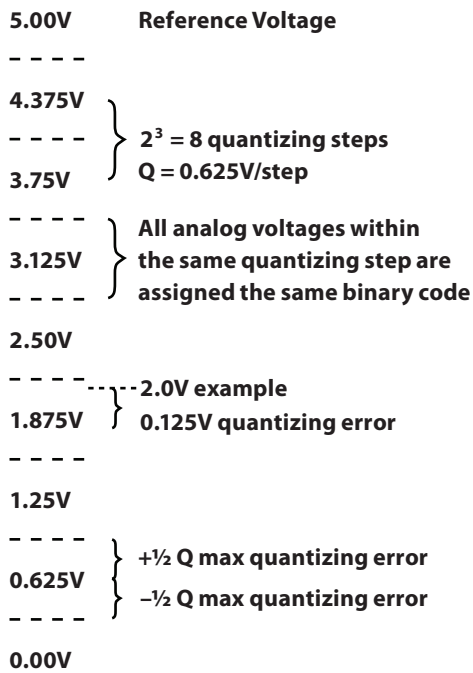 5.00V Reference Voltage
4.375V
2³ = 8 quantizing steps
Q = 0.625V/step
3.75V
All analog voltages within
3.125V the same quantizing step are
assigned the same binary code
2.50V
2.0V example
1.875V 0.125V quantizing error
1.25V
+½ Q max quantizing error
0.625V
–½ Q max quantizing error
0.00V